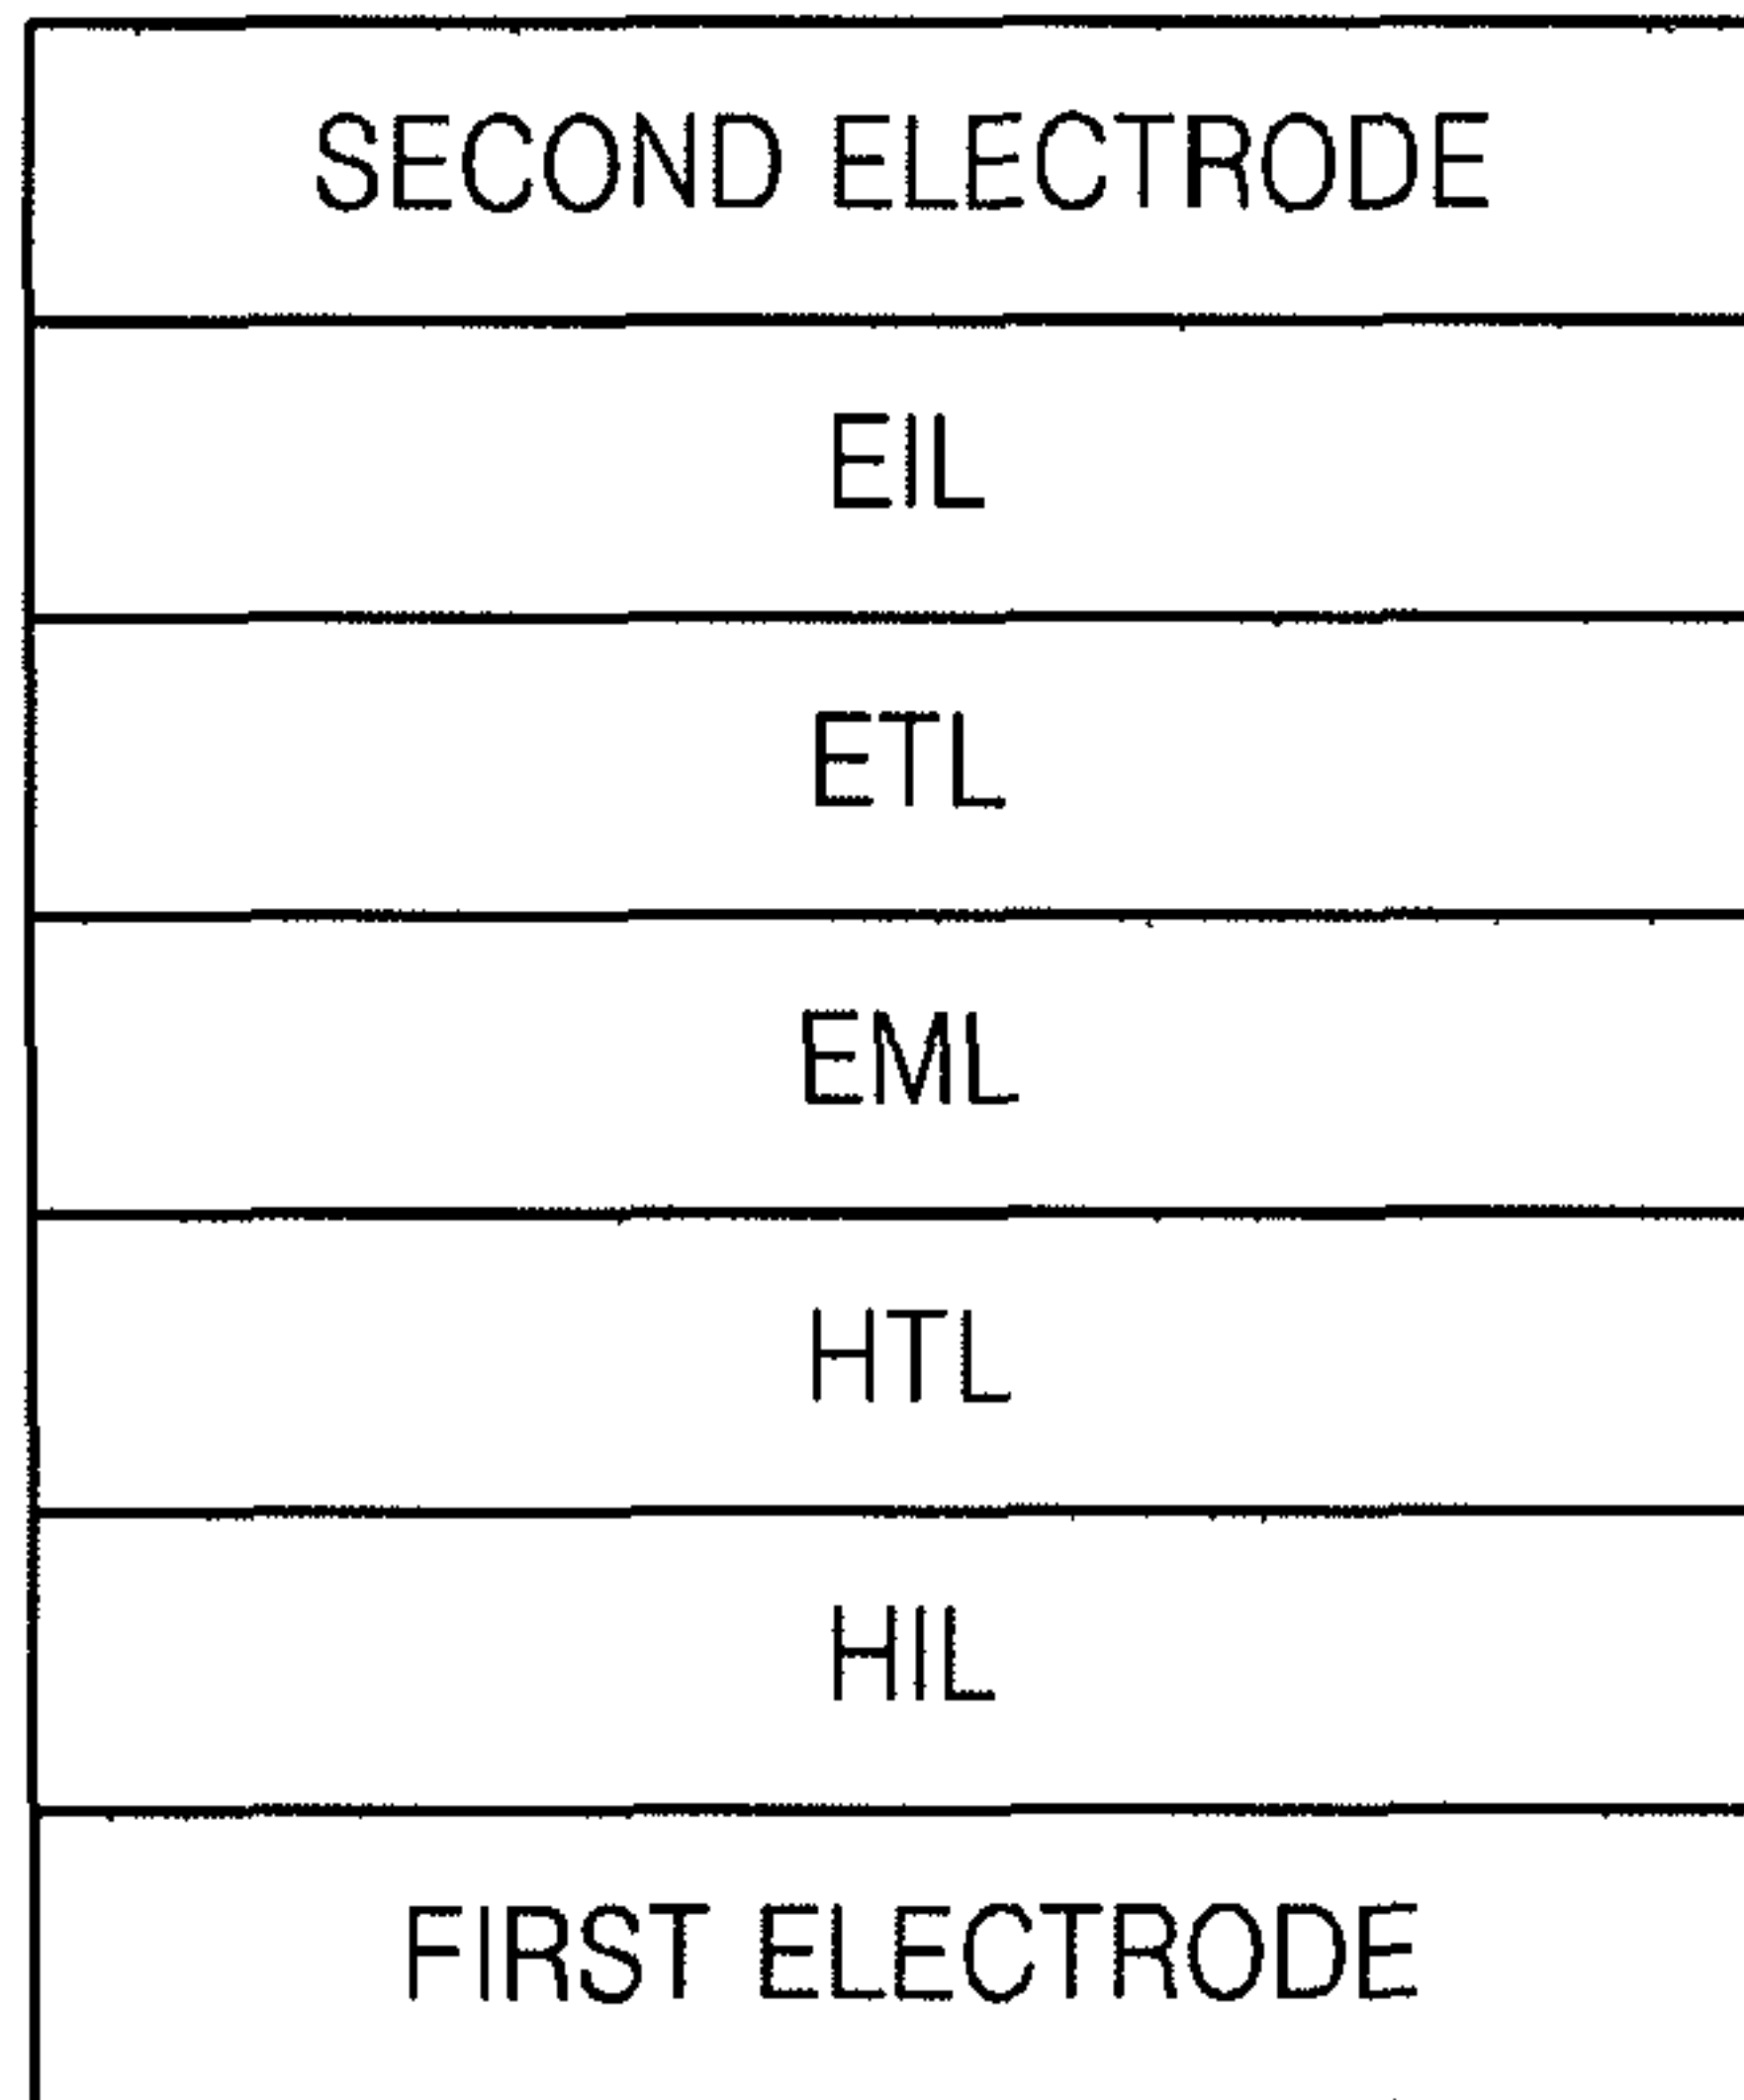 SECOND ELECTRODE
EIL
ETL
EML
HTL
HIL
FIRST ELECTRODE